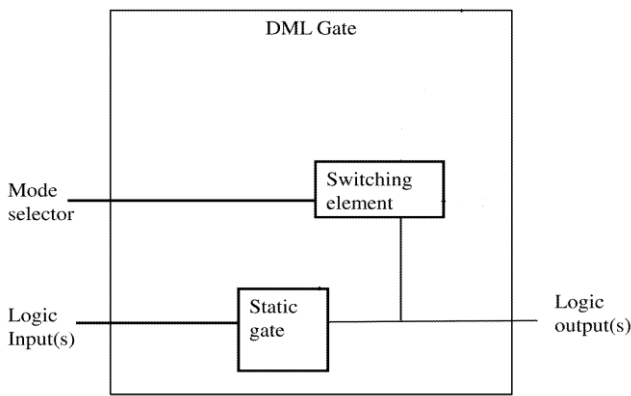 DML Gate
Switching
element
Mode
selector
Static
gate
Logic
Input(s)
Logic
output(s)